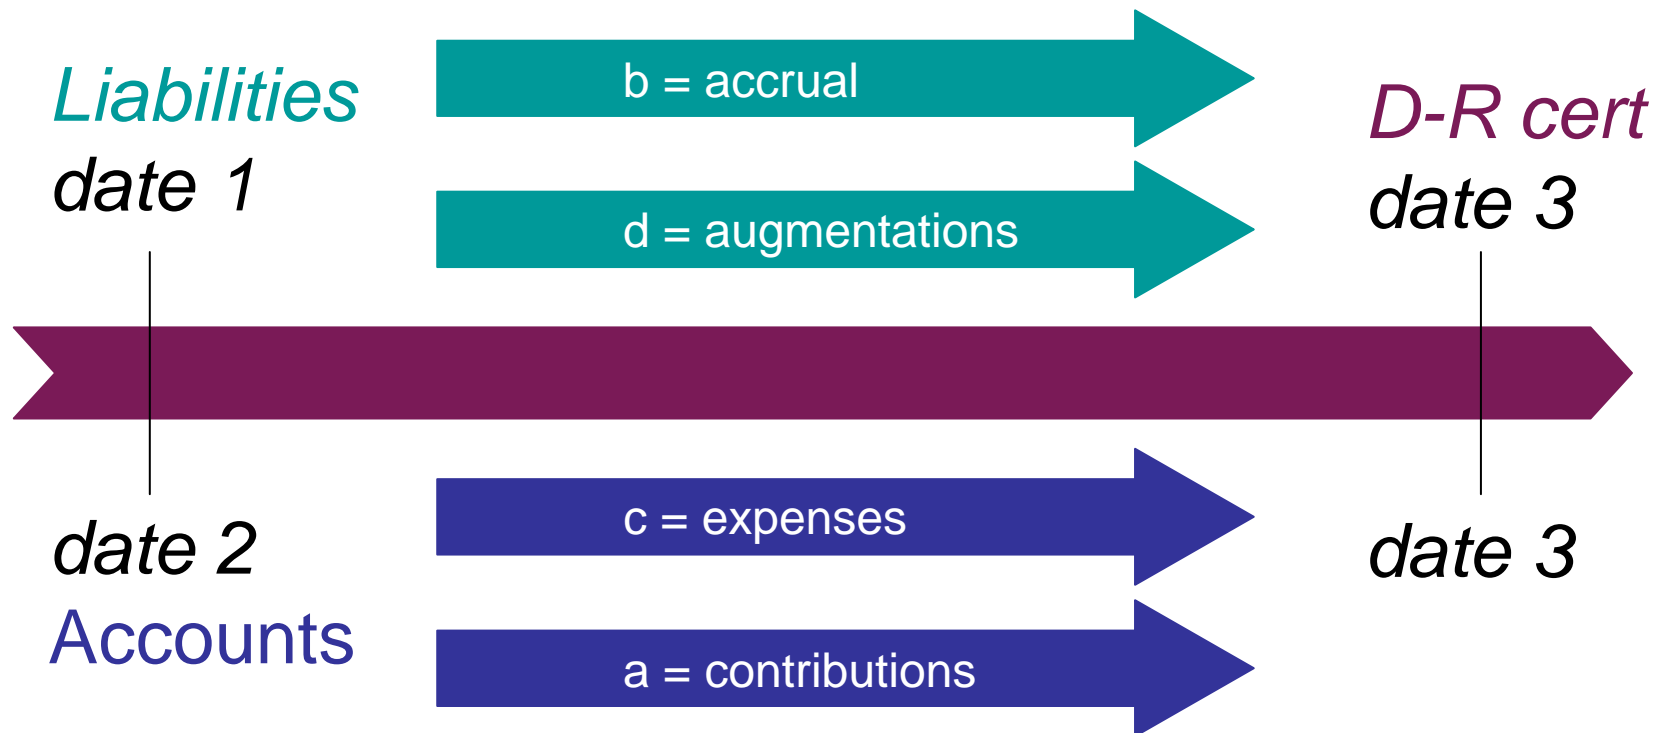 Liabilities
date 1
b = accrual
d = augmentations
D-R cert
date 3
date 2
Accounts
c = expenses
a = contributions
date 3